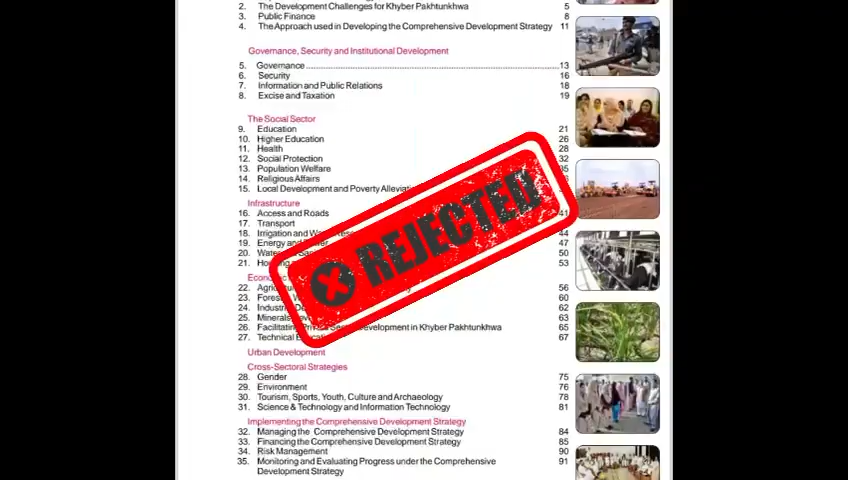 2. The Development Challenges for Khyber Pakhtunkhwa 5
3. Public Finance 8
4. The Approach used in Developing the Comprehensive Development Strategy 11
Governance, Security and Institutional Development
5. Governance 13
6. Security 16
7. Information and Public Relations 18
8. Excise and Taxation 19
The Social Sector
9. Education 21
10. Higher Education 26
11. Health 28
12. Social Protection 32
13. Population Welfare
14. Religious Affairs
15. Local Development and Poverty
Infrastructure
16. Access and Roads 41
17. Transport
18. Irrigation and 44
19. Energy and 47
20. 50
21. 53
22. 56
23. 60
24. 62
25. Minerals 63
26. Facilitating Development in Khyber Pakhtunkhwa 65
27. Technical 67
REJECTED
Urban Development
Cross-Sectoral Strategies
28. Gender 75
29. Environment 76
30. Tourism, Sports, Youth, Culture and Archaeology 78
31. Science & Technology and Information Technology 81
Implementing the Comprehensive Development Strategy
32. Managing the Comprehensive Development Strategy 84
33. Financing the Comprehensive Development Strategy 85
34. Risk Management 90
35. Monitoring and Evaluating Progress under the Comprehensive 91
Development Strategy